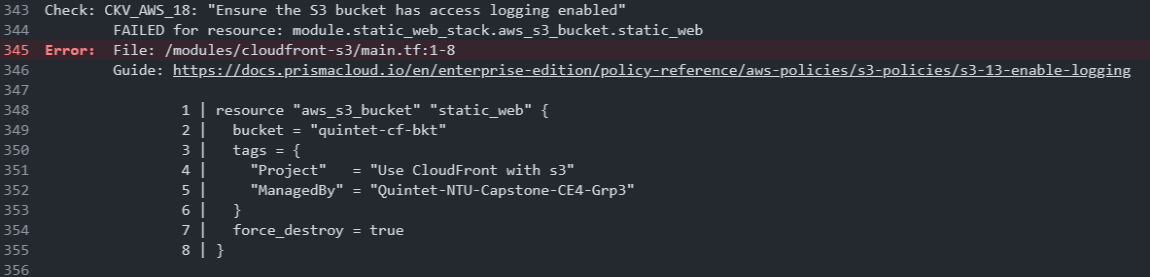 343 Check: CKV_AWS_18: "Ensure the S3 bucket has access logging enabled"
344 FAILED for resource: module.static_web_stack.aws_s3_bucket.static_web
345 Error: File: /modules/cloudfront-s3/main.tf:1-8
346 Guide: https://docs.prismacloud.io/en/enterprise-edition/policy-reference/aws-policies/s3-policies/s3-13-enable-logging
347
348 1 | resource "aws_s3_bucket" "static_web" {
349 2 |   bucket = "quintet-cf-bkt"
350 3 |   tags = {
351 4 |     "Project"   = "Use CloudFront with s3"
352 5 |     "ManagedBy" = "Quintet-NTU-Capstone-CE4-Grp3"
353 6 |   }
354 7 |   force_destroy = true
355 8 | }
356